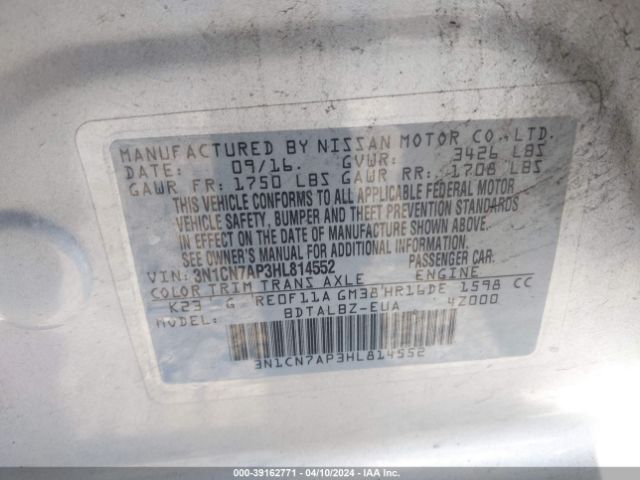 MANUFACTURED BY NISSAN MOTOR CO., LTD.
DATE: 09/16. GVWR: 3426 LBS
GAWR FR: 1750 LBS GAWR RR: 1708 LBS
THIS VEHICLE CONFORMS TO ALL APPLICABLE FEDERAL MOTOR
VEHICLE SAFETY, BUMPER AND THEFT PREVENTION STANDARDS
IN EFFECT ON THE DATE OF MANUFACTURE SHOWN ABOVE.
SEE OWNER'S MANUAL FOR ADDITIONAL INFORMATION.
VIN: 3N1CN7AP3HL814552 PASSENGER CAR.
COLOR TRIM TRANS AXLE ENGINE
K23 G RE0F11A GM38 HR16DE 1598 CC
MODEL: BDTALBZ-EUA 4Z000
3N1CN7AP3HL814552
000-39162771 - 04/10/2024 - IAA Inc.